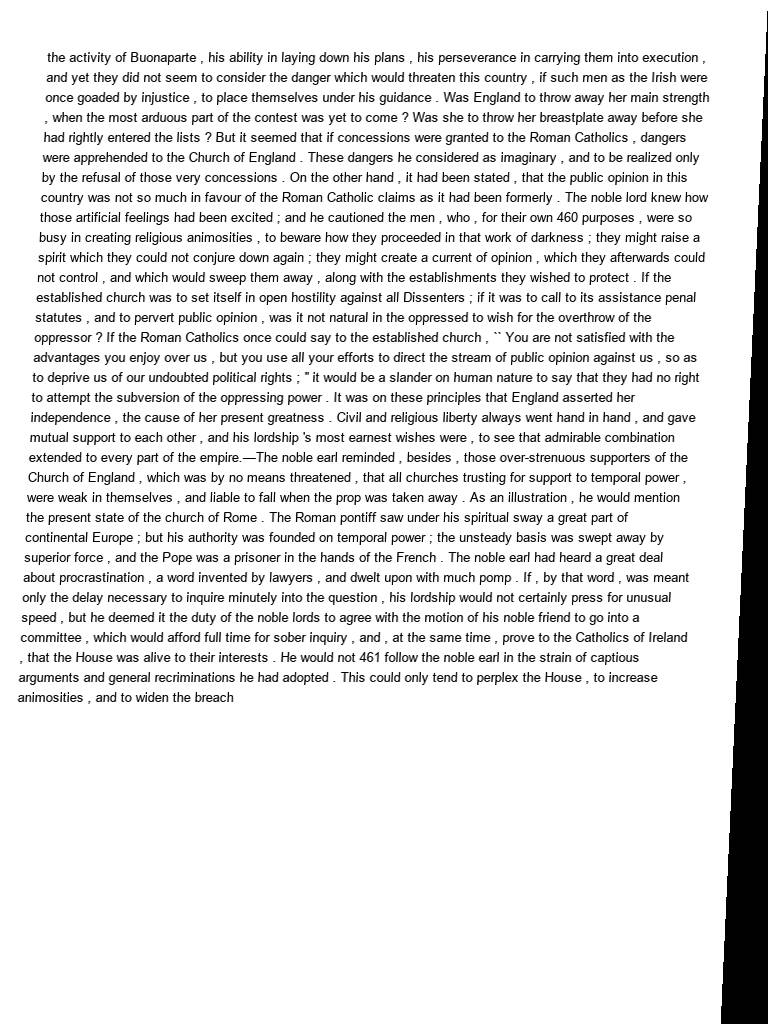 the activity of Buonaparte , his ability in laying down his plans , his perseverance in carrying them into execution ,
and yet they did not seem to consider the danger which would threaten this country , if such men as the Irish were
once goaded by injustice , to place themselves under his guidance . Was England to throw away her main strength
, when the most arduous part of the contest was yet to come ? Was she to throw her breastplate away before she
had rightly entered the lists ? But it seemed that if concessions were granted to the Roman Catholics , dangers
were apprehended to the Church of England . These dangers he considered as imaginary , and to be realized only
by the refusal of those very concessions . On the other hand , it had been stated , that the public opinion in this
country was not so much in favour of the Roman Catholic claims as it had been formerly . The noble lord knew how
those artificial feelings had been excited ; and he cautioned the men , who , for their own 460 purposes , were so
busy in creating religious animosities , to beware how they proceeded in that work of darkness ; they might raise a
spirit which they could not conjure down again ; they might create a current of opinion , which they afterwards could
not control , and which would sweep them away , along with the establishments they wished to protect . If the
established church was to set itself in open hostility against all Dissenters ; if it was to call to its assistance penal
statutes , and to pervert public opinion , was it not natural in the oppressed to wish for the overthrow of the
oppressor ? If the Roman Catholics once could say to the established church , `` You are not satisfied with the
advantages you enjoy over us , but you use all your efforts to direct the stream of public opinion against us , so as
to deprive us of our undoubted political rights ; '' it would be a slander on human nature to say that they had no right
to attempt the subversion of the oppressing power . It was on these principles that England asserted her
independence , the cause of her present greatness . Civil and religious liberty always went hand in hand , and gave
mutual support to each other , and his lordship 's most earnest wishes were , to see that admirable combination
extended to every part of the empire.—The noble earl reminded , besides , those over-strenuous supporters of the
Church of England , which was by no means threatened , that all churches trusting for support to temporal power ,
were weak in themselves , and liable to fall when the prop was taken away . As an illustration , he would mention
the present state of the church of Rome . The Roman pontiff saw under his spiritual sway a great part of
continental Europe ; but his authority was founded on temporal power ; the unsteady basis was swept away by
superior force , and the Pope was a prisoner in the hands of the French . The noble earl had heard a great deal
about procrastination , a word invented by lawyers , and dwelt upon with much pomp . If , by that word , was meant
only the delay necessary to inquire minutely into the question , his lordship would not certainly press for unusual
speed , but he deemed it the duty of the noble lords to agree with the motion of his noble friend to go into a
committee , which would afford full time for sober inquiry , and , at the same time , prove to the Catholics of Ireland
, that the House was alive to their interests . He would not 461 follow the noble earl in the strain of captious
arguments and general recriminations he had adopted . This could only tend to perplex the House , to increase
animosities , and to widen the breach